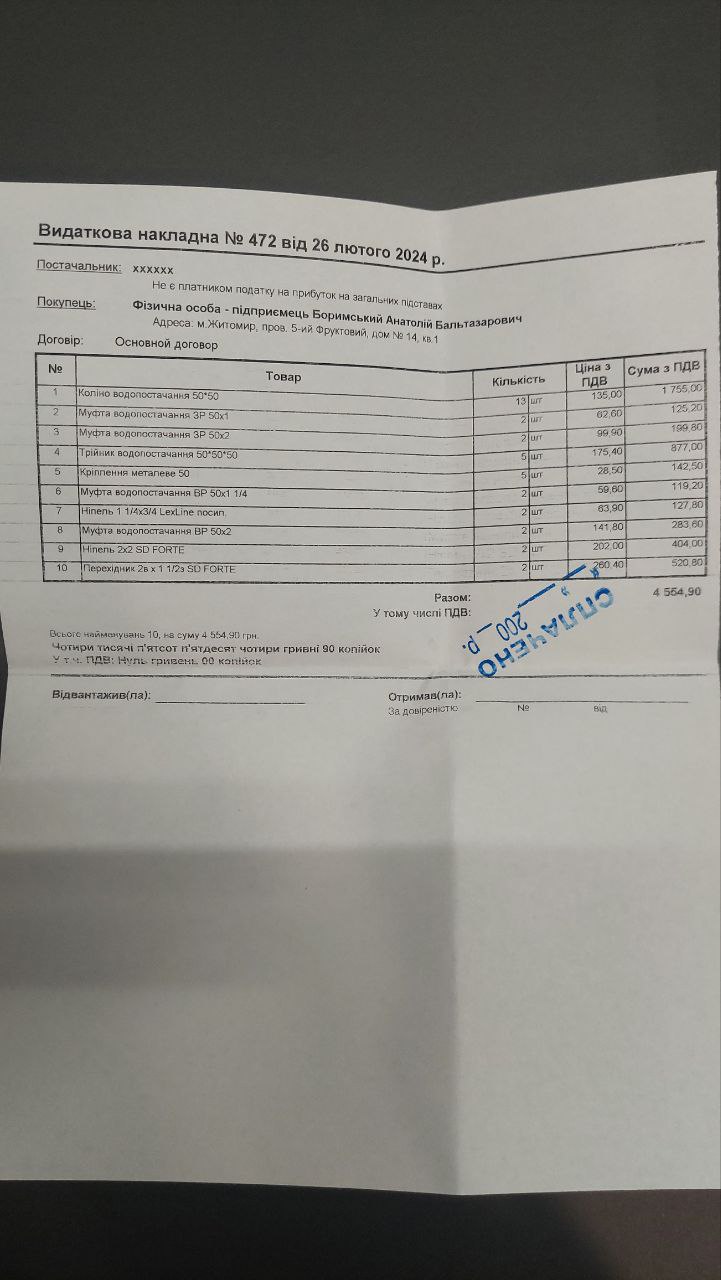 Видаткова накладна № 472 від 26 лютого 2024 р.
Постачальник: xxxxxx
Не є платником податку на прибуток на загальних підставах
Покупець: Фізична особа - підприємець Боримський Анатолій Бальтазарович
Адреса: м.Житомир, пров. 5-ий Фруктовий, дом № 14, кв.1
Договір: Основной договор
№ Товар Кількість Ціна з ПДВ Сума з ПДВ
1 Коліно водопостачання 50*50 13 шт 135,00 1 755,00
2 Муфта водопостачання ЗР 50х1 2 шт 62,60 125,20
3 Муфта водопостачання ЗР 50х2 2 шт 99,90 199,80
4 Трійник водопостачання 50*50*50 5 шт 175,40 877,00
5 Кріплення металеве 50 5 шт 28,50 142,50
6 Муфта водопостачання ВР 50х1 1/4 2 шт 59,60 119,20
7 Ніпель 1 1/4х3/4 LexLine посил. 2 шт 63,90 127,80
8 Муфта водопостачання ВР 50х2 2 шт 141,80 283,60
9 Ніпель 2х2 SD FORTE 2 шт 202,00 404,00
10 Перехідник 2в х 1 1/2з SD FORTE 2 шт 260,40 520,80
Разом: 4 554,90
У тому числі ПДВ:
СПЛАЧЕНО
"__" ____ 200_ р.
Всього найменувань 10, на суму 4 554,90 грн.
Чотири тисячі п'ятсот п'ятдесят чотири гривні 90 копійок
У т.ч. ПДВ: Нуль гривень 00 копійок
Відвантажив(ла): Отримав(ла):
За довіреністю № від